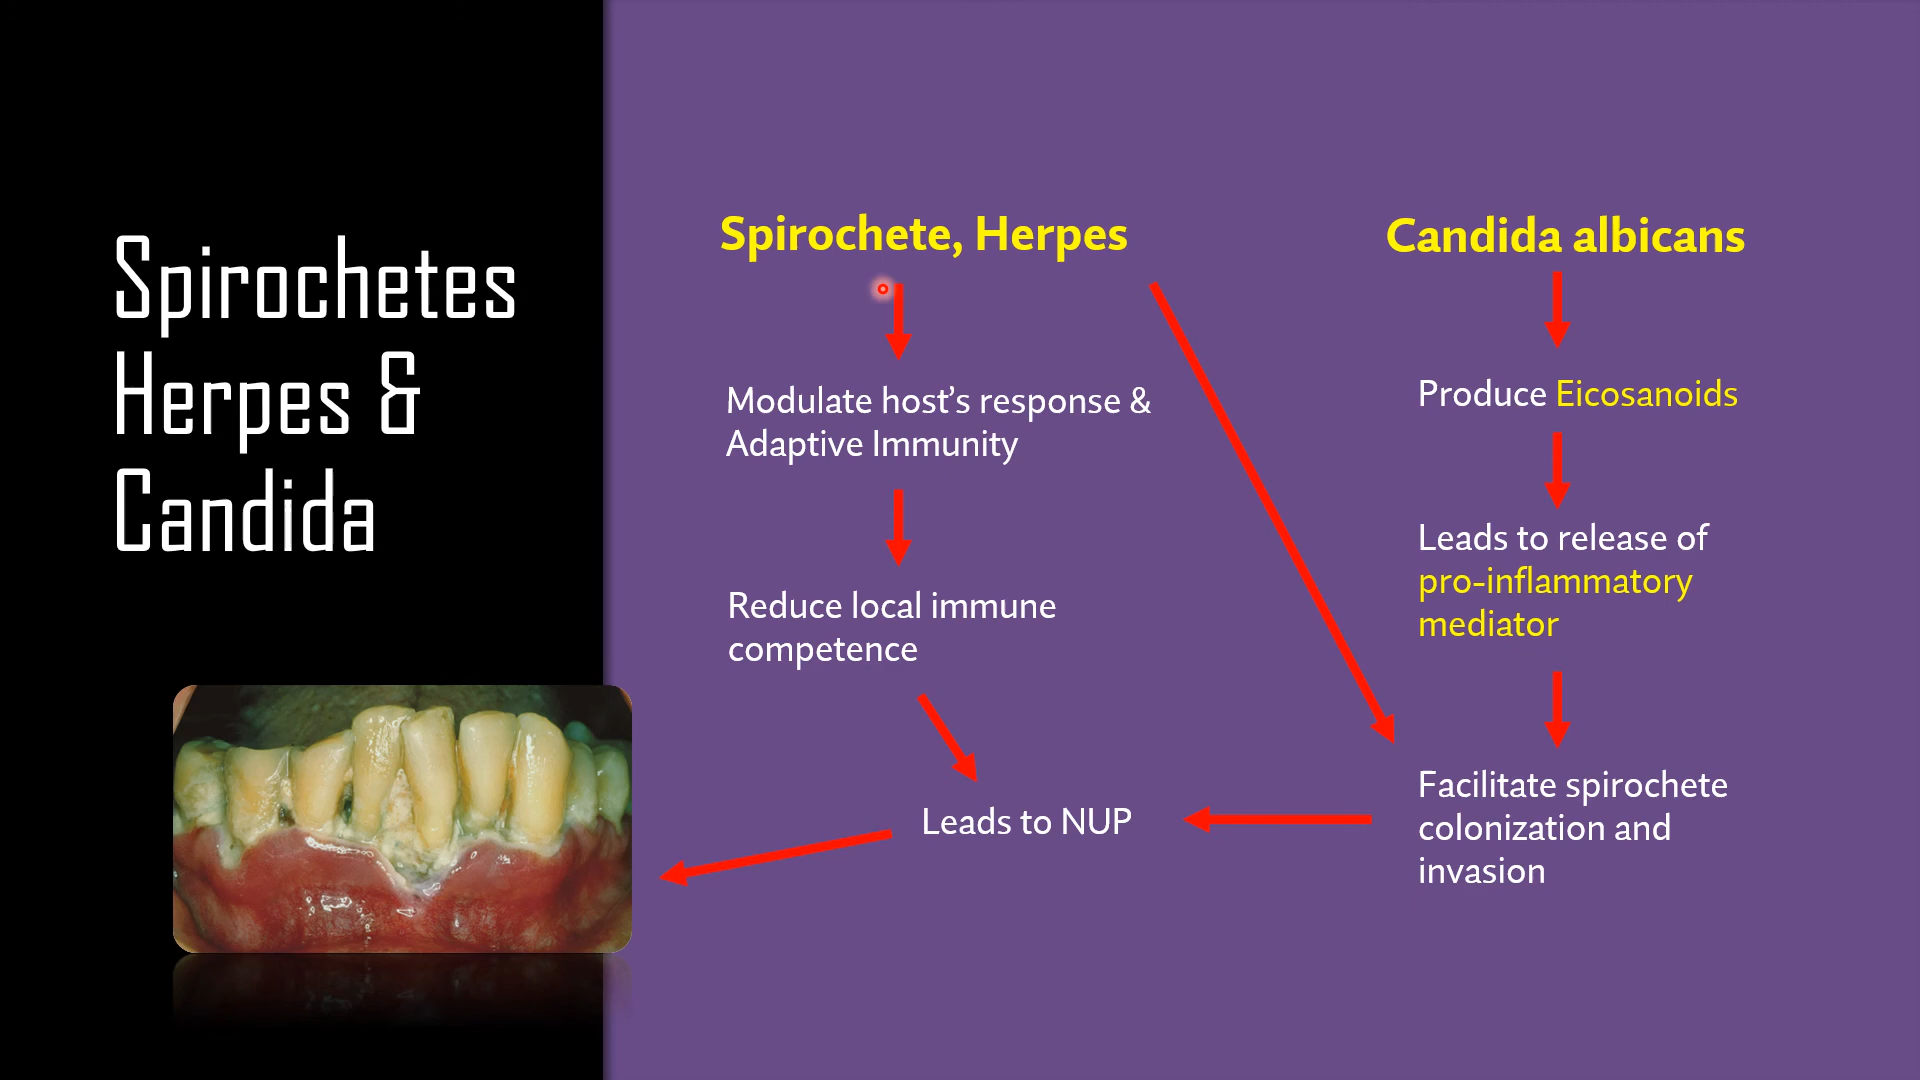 Spirochetes
Herpes &
Candida
Spirochete, Herpes
Modulate host's response &
Adaptive Immunity
Reduce local immune
competence
Leads to NUP
Candida albicans
Produce Eicosanoids
Leads to release of
pro-inflammatory
mediator
Facilitate spirochete
colonization and
invasion